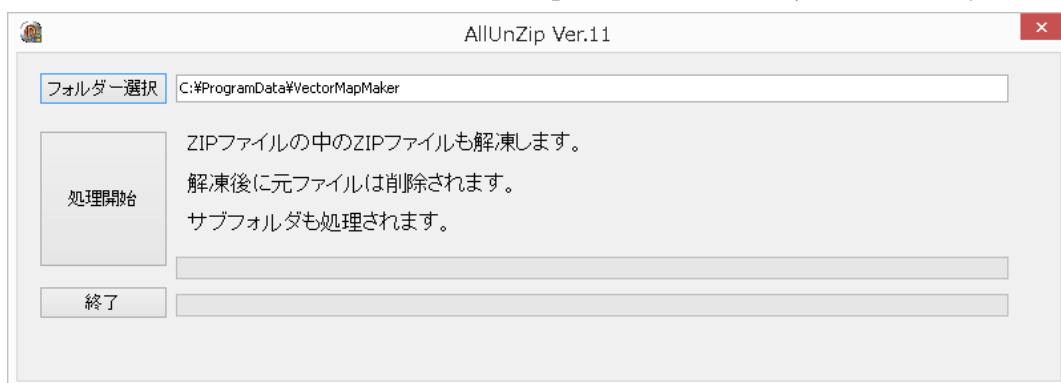 AllUnZip Ver.11
フォルダー選択 C:¥ProgramData¥VectorMapMaker
ZIPファイルの中のZIPファイルも解凍します。
解凍後に元ファイルは削除されます。
処理開始
サブフォルダも処理されます。
終了